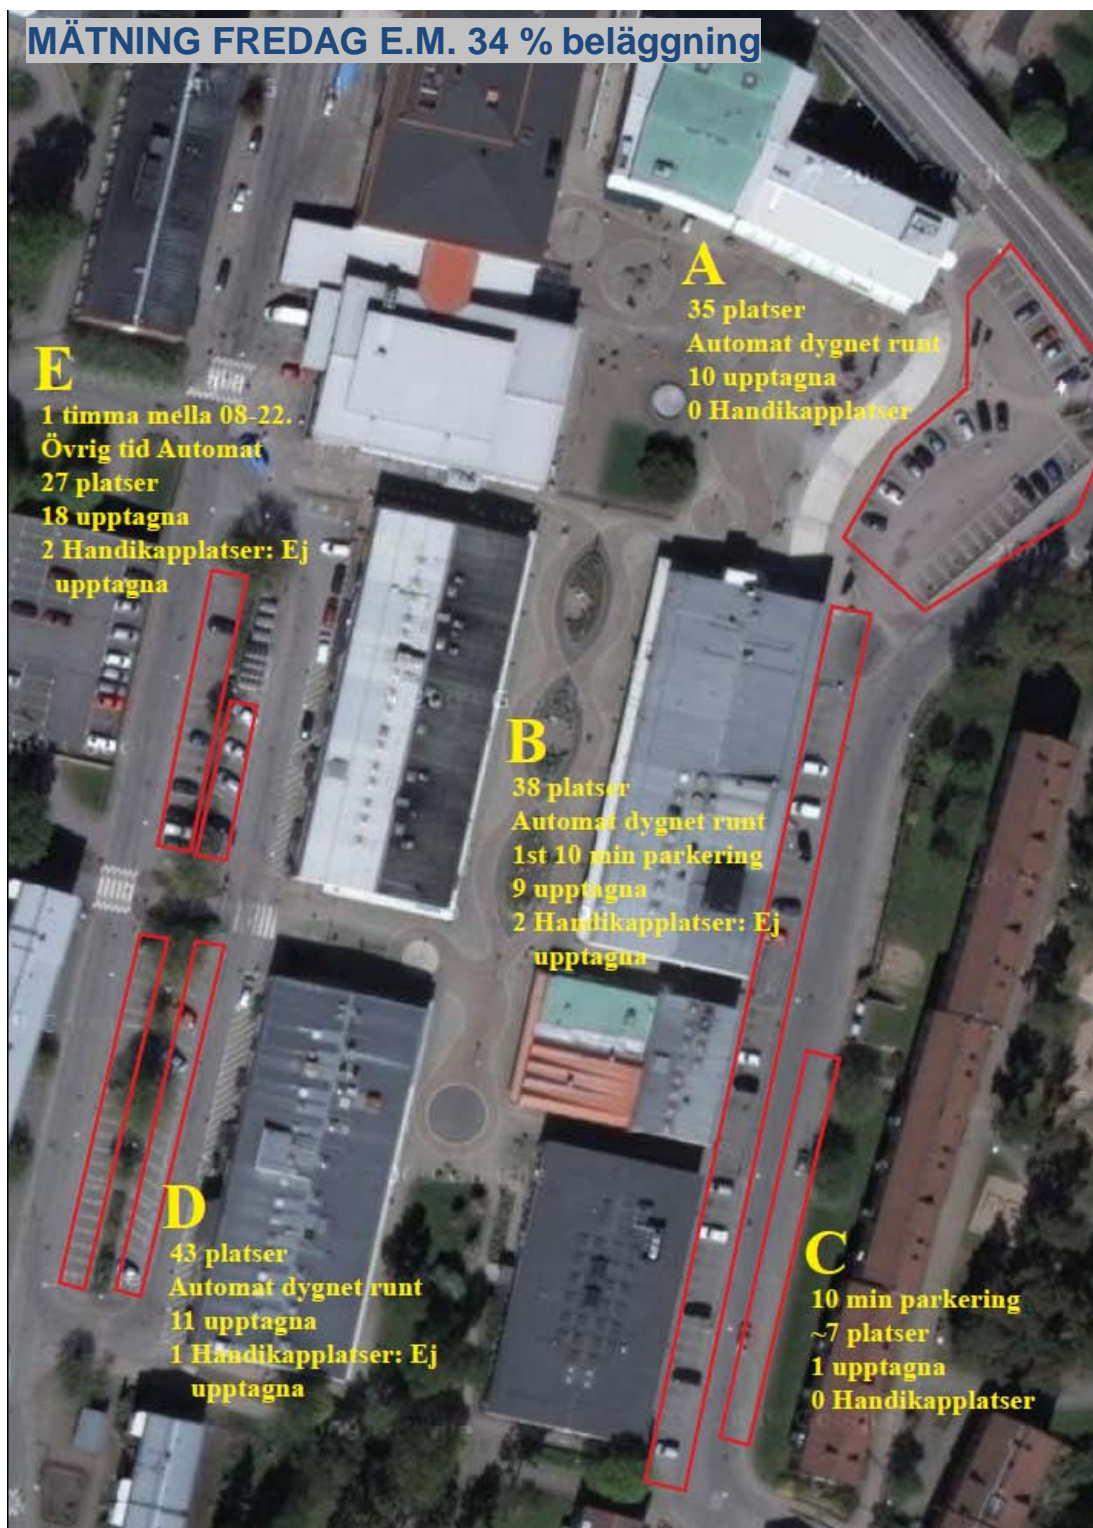 MÄTNING FREDAG E.M. 34 % beläggning
A
35 platser
Automat dygnet runt
10 upptagna
0 Handikapplatser
E
1 timma mella 08-22.
Övrig tid Automat
27 platser
18 upptagna
2 Handikapplatser: Ej
upptagna
B
38 platser
Automat dygnet runt
1st 10 min parkering
9 upptagna
2 Handikapplatser: Ej
upptagna
D
43 platser
Automat dygnet runt
11 upptagna
1 Handikapplatser: Ej
upptagna
C
10 min parkering
~7 platser
1 upptagna
0 Handikapplatser